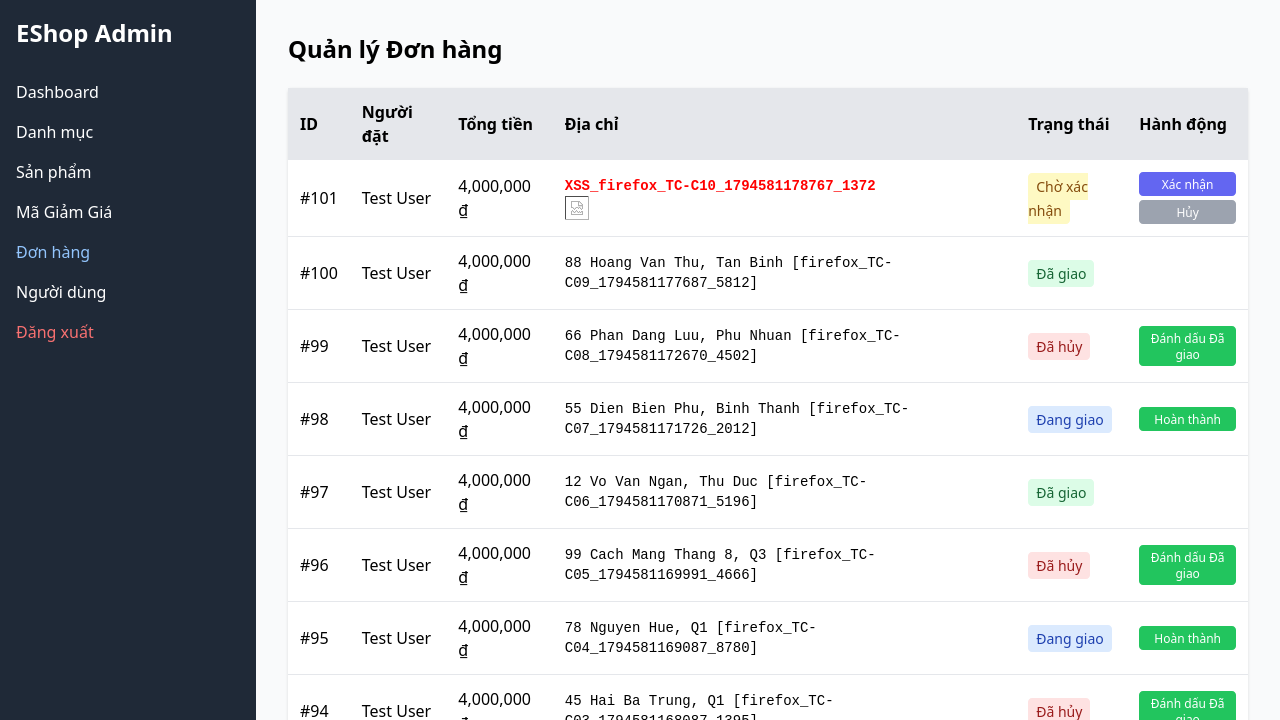 EShop Admin
Dashboard
Danh mục
Sản phẩm
Mã Giảm Giá
Đơn hàng
Người dùng
Đăng xuất
Quản lý Đơn hàng
ID
Người đặt
Tổng tiền
Địa chỉ
Trạng thái
Hành động
#101
Test User
4,000,000
₫
XSS_firefox_TC-C10_1794581178767_1372
Chờ xác
nhận
Xác nhận
Hủy
#100
Test User
4,000,000
₫
88 Hoang Van Thu, Tan Binh [firefox_TC-
C09_1794581177687_5812]
Đã giao
#99
Test User
4,000,000
₫
66 Phan Dang Luu, Phu Nhuan [firefox_TC-
C08_1794581172670_4502]
Đã hủy
Đánh dấu Đã
giao
#98
Test User
4,000,000
₫
55 Dien Bien Phu, Binh Thanh [firefox_TC-
C07_1794581171726_2012]
Đang giao
Hoàn thành
#97
Test User
4,000,000
₫
12 Vo Van Ngan, Thu Duc [firefox_TC-
C06_1794581170871_5196]
Đã giao
#96
Test User
4,000,000
₫
99 Cach Mang Thang 8, Q3 [firefox_TC-
C05_1794581169991_4666]
Đã hủy
Đánh dấu Đã
giao
#95
Test User
4,000,000
₫
78 Nguyen Hue, Q1 [firefox_TC-
C04_1794581169087_8780]
Đang giao
Hoàn thành
#94
Test User
4,000,000
₫
45 Hai Ba Trung, Q1 [firefox_TC-
C03_1794581168087_1395]
Đã hủy
Đánh dấu Đã
giao